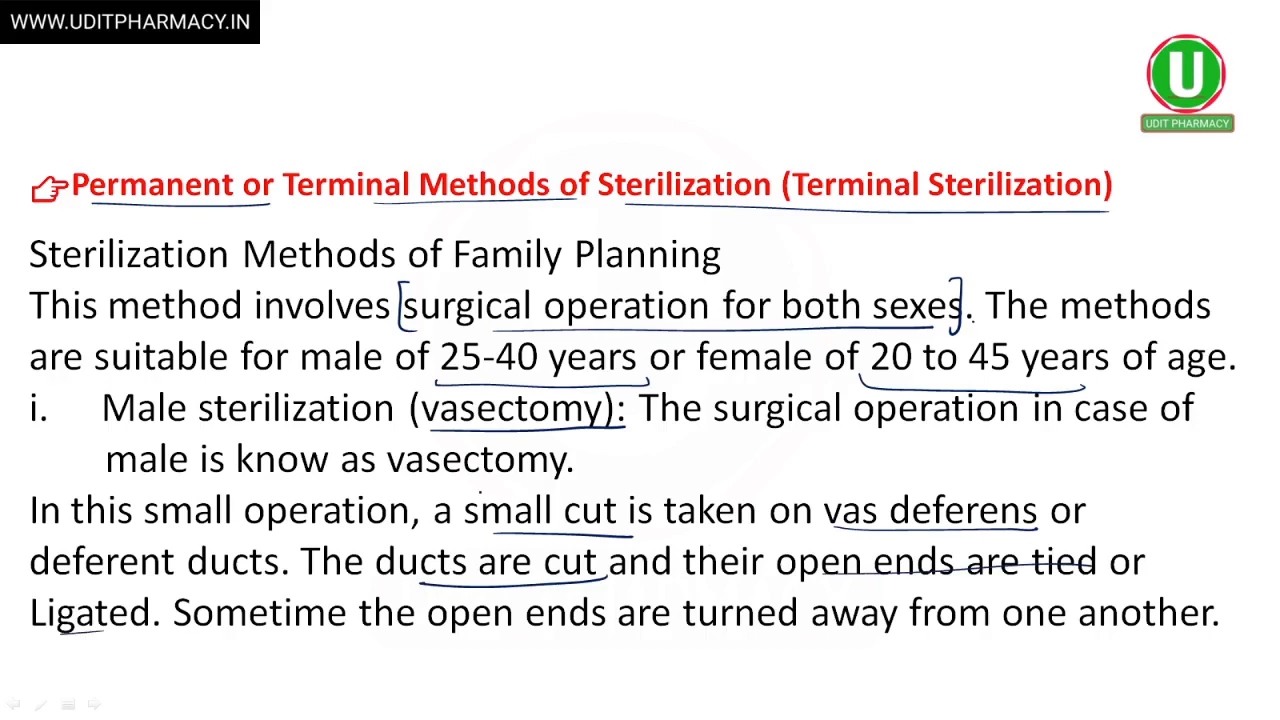 WWW.UDITPHARMACY.IN
U
UDIT PHARMACY
Permanent or Terminal Methods of Sterilization (Terminal Sterilization)
Sterilization Methods of Family Planning
This method involves [surgical operation for both sexes]. The methods
are suitable for male of 25-40 years or female of 20 to 45 years of age.
i. Male sterilization (vasectomy): The surgical operation in case of
male is know as vasectomy.
In this small operation, a small cut is taken on vas deferens or
deferent ducts. The ducts are cut and their open ends are tied or
Ligated. Sometime the open ends are turned away from one another.